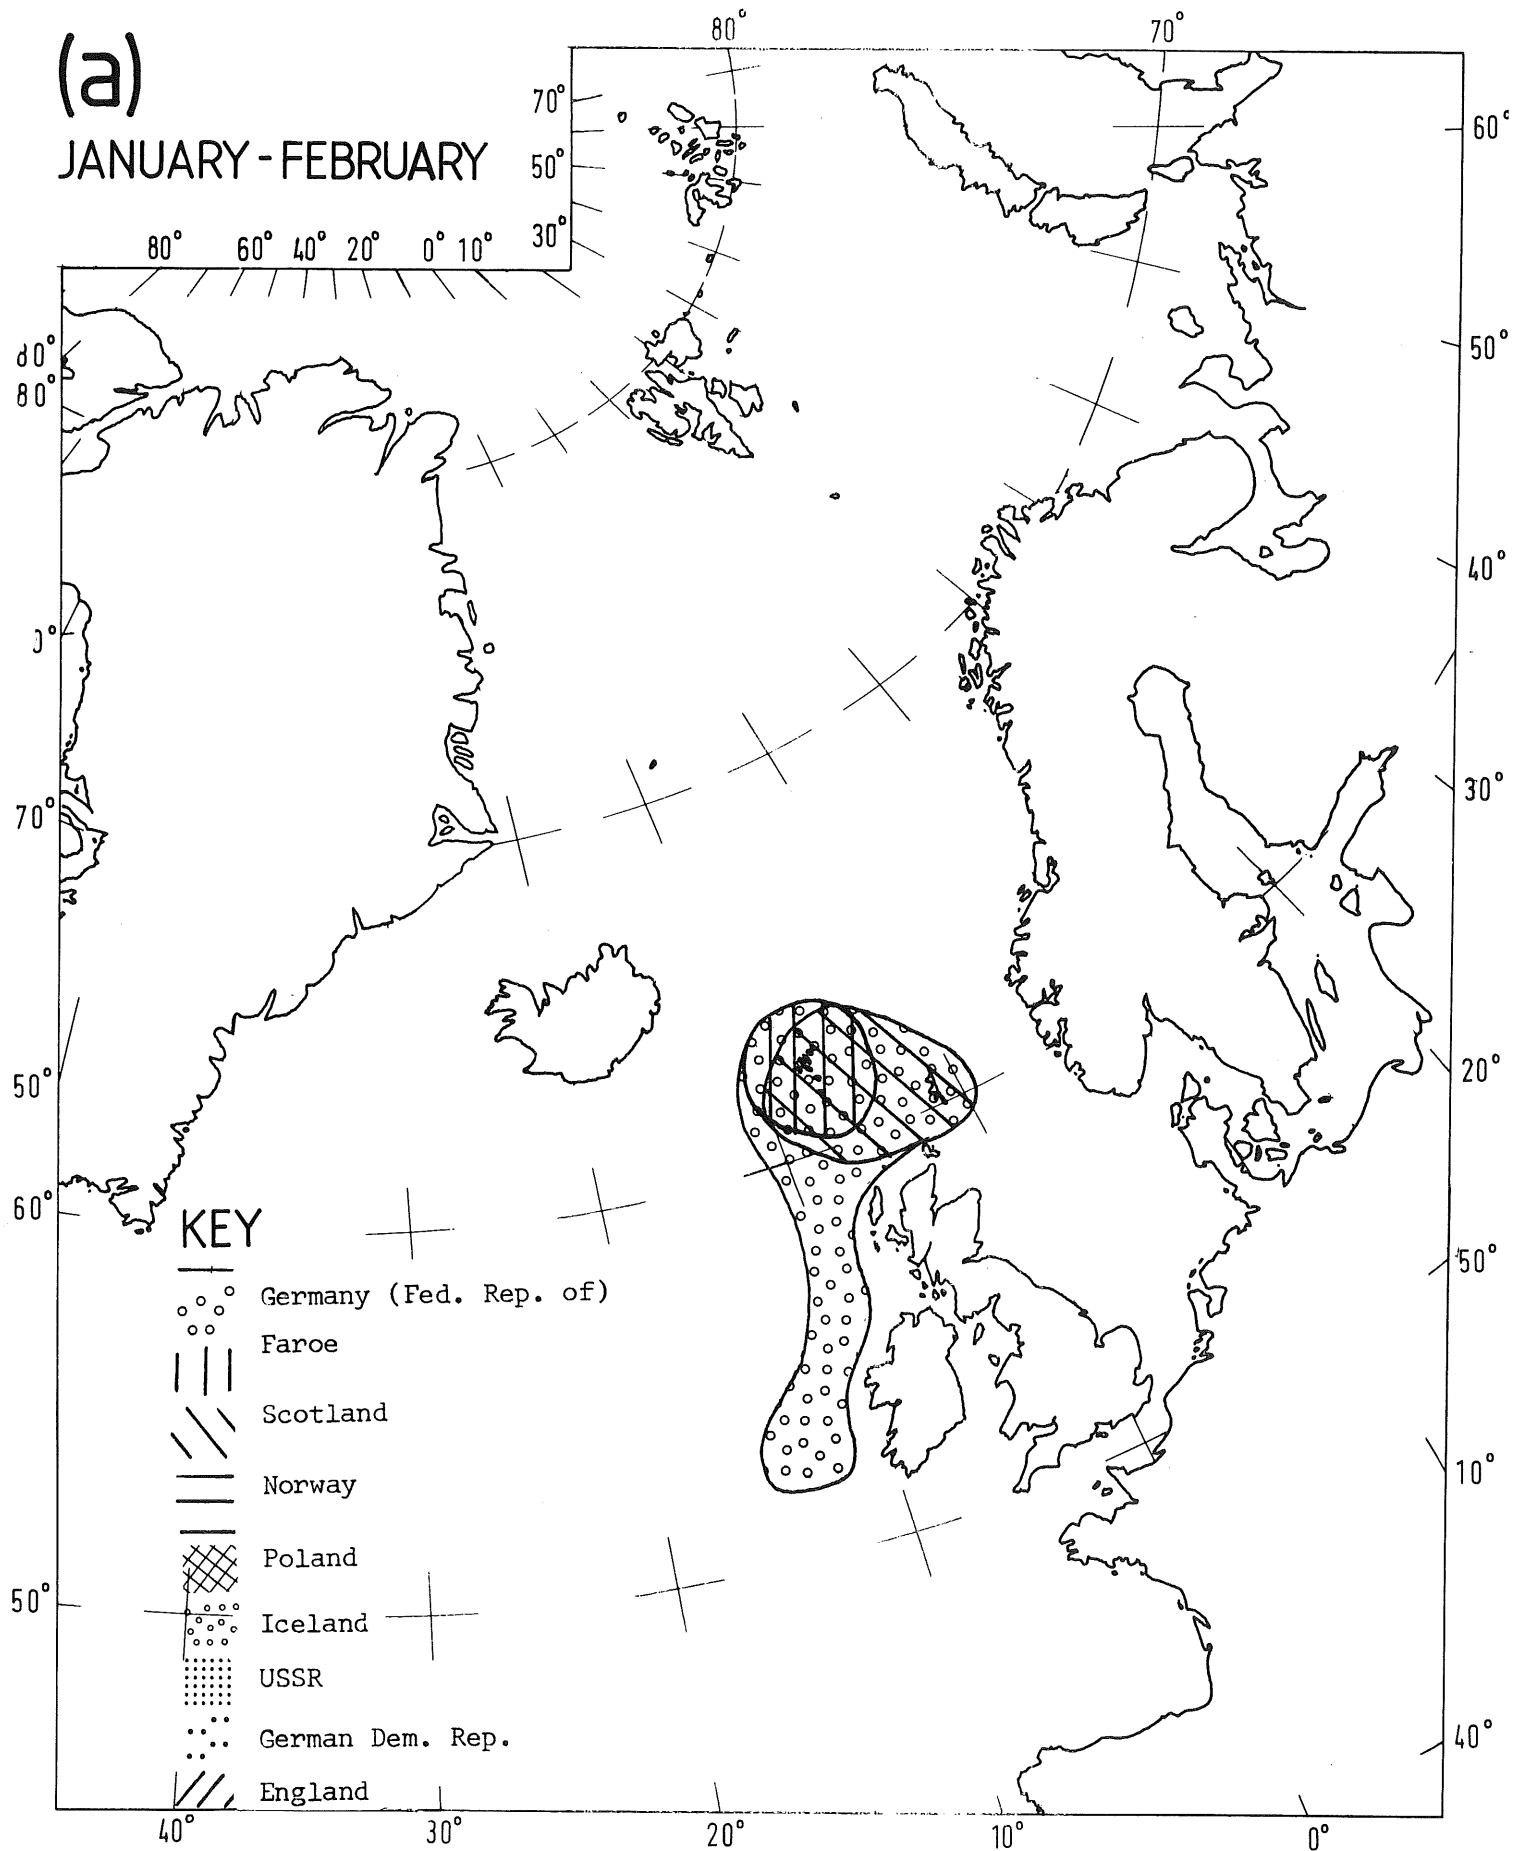 (a)
JANUARY - FEBRUARY
80° 70°
70°
60°
50°
30°
80° 60° 40° 20° 0° 10°
80°
50°
80°
40°
30°
70°
20°
50°
60°
KEY
50°
Germany (Fed. Rep. of)
Faroe
Scotland
10°
Norway
Poland
50°
Iceland
USSR
German Dem. Rep.
40°
England
40° 30° 20° 10° 0°